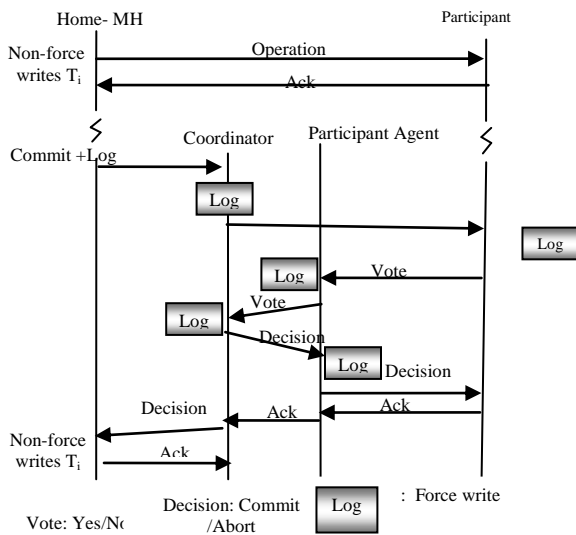 Home- MH
Participant
Non-force
writes Ti
Operation
Ack
Coordinator
Participant Agent
Commit +Log
Log
Log
Log
Vote
Log
Vote
Decision
Log
Decision
Decision
Ack
Ack
Non-force
writes Ti
Ack
Vote: Yes/No
Decision: Commit
/Abort
Log
: Force write